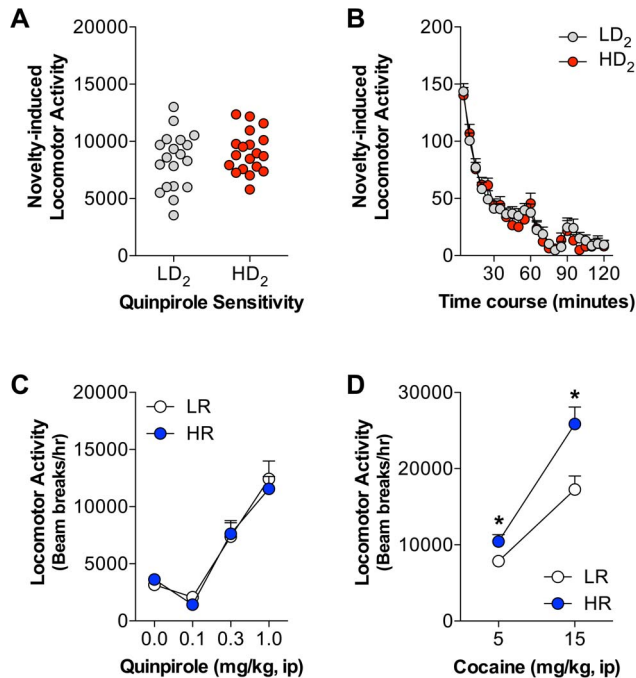 A
Novelty-induced
Locomotor Activity
20000
15000
10000
5000
0
LD2
HD2
Quinpirole Sensitivity
B
Novelty-induced
Locomotor Activity
200
150
100
50
0
LD2
HD2
30 60 90 120
Time course (minutes)
C
Locomotor Activity
(Beam breaks/hr)
20000
15000
10000
5000
0
LR
HR
0.0 0.1 0.3 1.0
Quinpirole (mg/kg, ip)
D
Locomotor Activity
(Beam breaks/hr)
30000
20000
10000
0
*
*
LR
HR
5 15
Cocaine (mg/kg, ip)